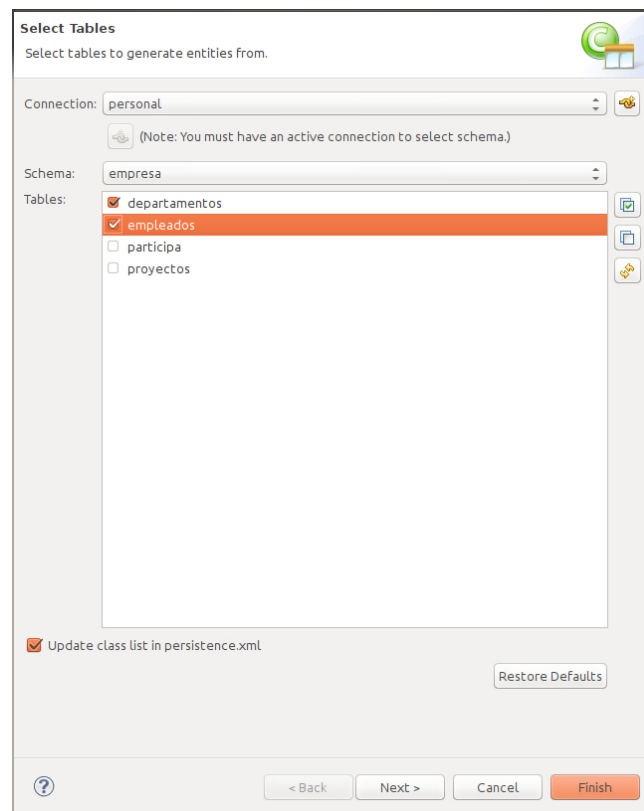 Select Tables
Select tables to generate entities from.
Connection: personal
(Note: You must have an active connection to select schema.)
Schema: empresa
Tables: departamentos
empleados
participa
proyectos
Update class list in persistence.xml
Restore Defaults
< Back Next > Cancel Finish